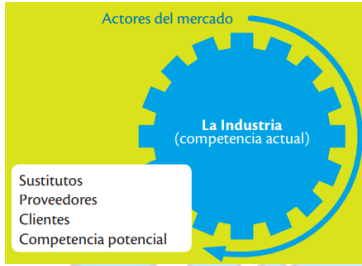 Actores del mercado
La Industria
(competencia actual)
Sustitutos
Proveedores
Clientes
Competencia potencial